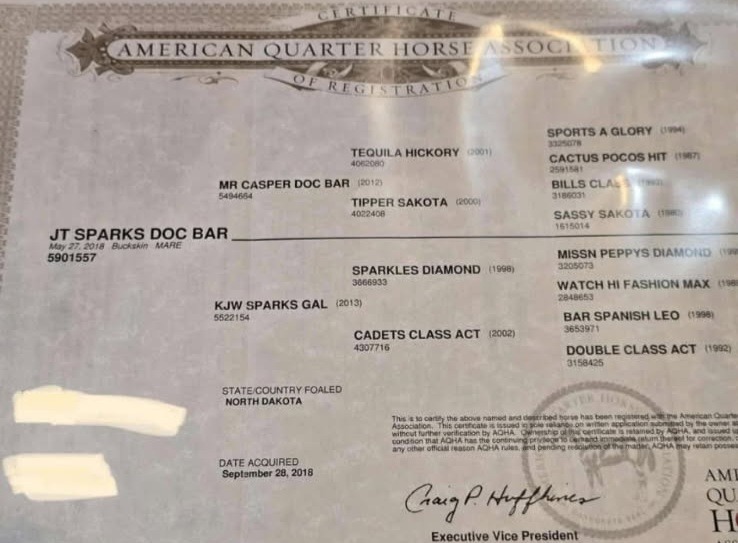 CERTIFICATE
AMERICAN QUARTER HORSE ASSOCIATION
OF REGISTRATION
SPORTS A GLORY (1994)
3325078
TEQUILA HICKORY (2001)
4062080
CACTUS POCOS HIT (1987)
2591581
MR CASPER DOC BAR (2012)
5494664
BILLS CLA
3186031
TIPPER SAKOTA (2000)
4022408
SASSY SAKOTA (1980)
1615014
JT SPARKS DOC BAR
May 27, 2018 Buckskin MARE
5901557
MISSN PEPPYS DIAMOND
3205073
SPARKLES DIAMOND (1998)
3666933
WATCH HI FASHION MAX
2848653
KJW SPARKS GAL (2013)
5522154
BAR SPANISH LEO (1998)
3653971
CADETS CLASS ACT (2002)
4307716
DOUBLE CLASS ACT (1992)
3158425
STATE/COUNTRY FOALED
NORTH DAKOTA
This is to certify the above named and described horse has been registered with the American Quarte
Association. This certificate is issued in sole reliance on written application submitted by the owner a
without further verification by AQHA. Ownership of this certificate is retained by AQHA, and issued u
condition that AQHA has the continuing privilege to demand immediate return thereof for correction,
any other official reason AQHA rules, and pending resolution of the matter, AQHA may retain posses
DATE ACQUIRED
September 28, 2018
Craig P. Huffhines
Executive Vice President
AME
QU
H